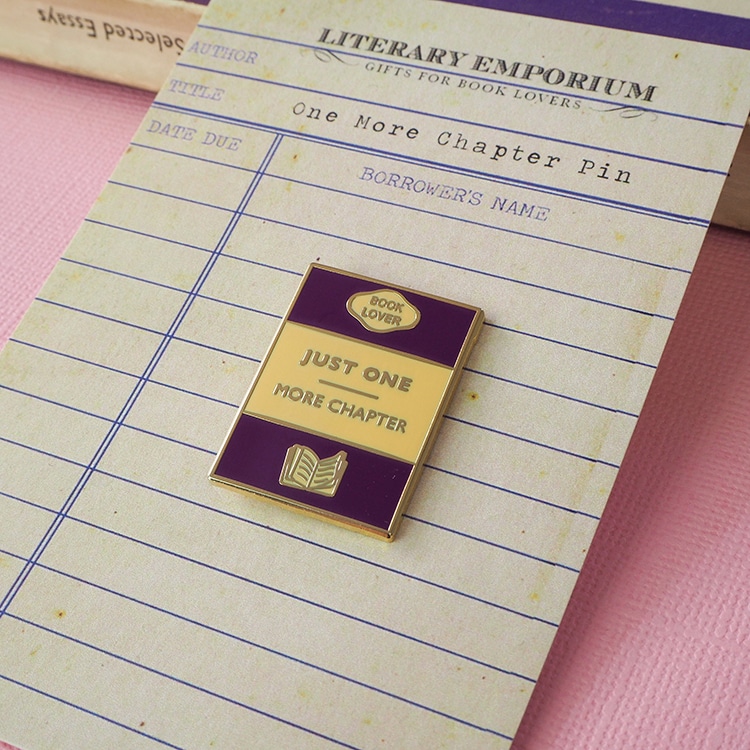 Selected Essays
LITERARY EMPORIUM
GIFTS FOR BOOK LOVERS
AUTHOR
TITLE
One More Chapter Pin
DATE DUE
BORROWER'S NAME
BOOK
LOVER
JUST ONE
MORE CHAPTER